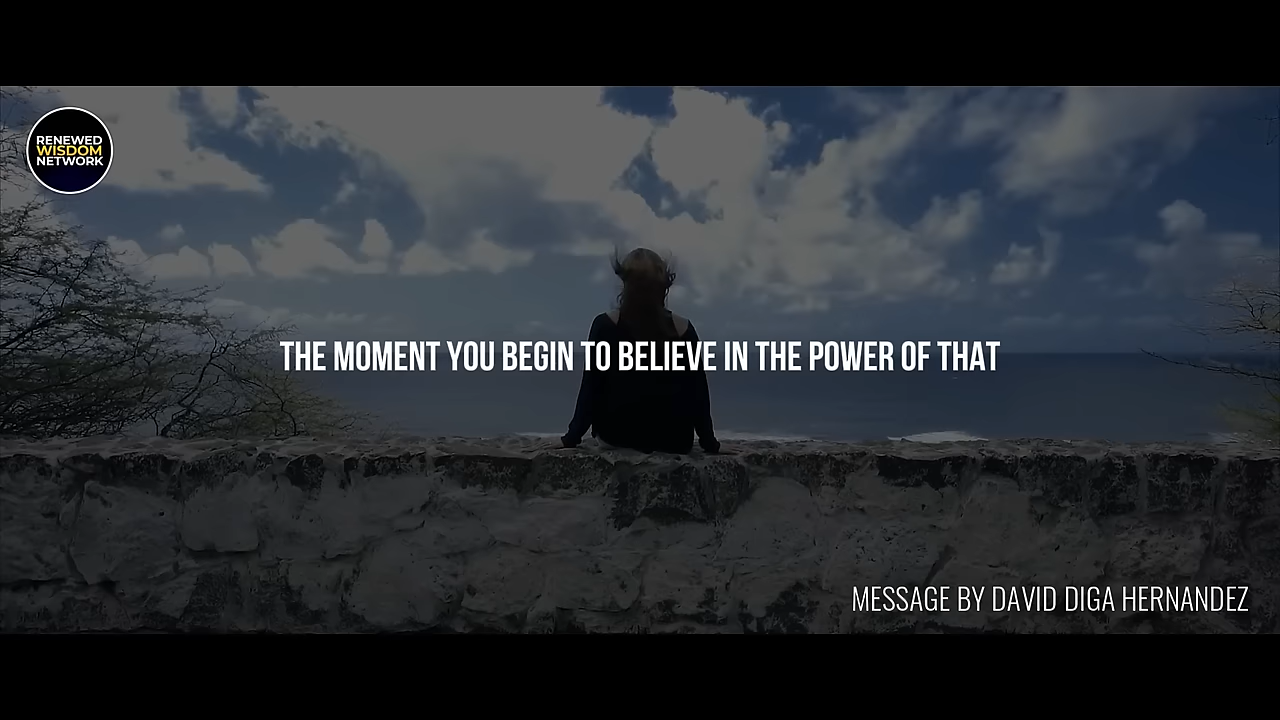 RENEWED
WISDOM
NETWORK
THE MOMENT YOU BEGIN TO BELIEVE IN THE POWER OF THAT
MESSAGE BY DAVID DIGA HERNANDEZ